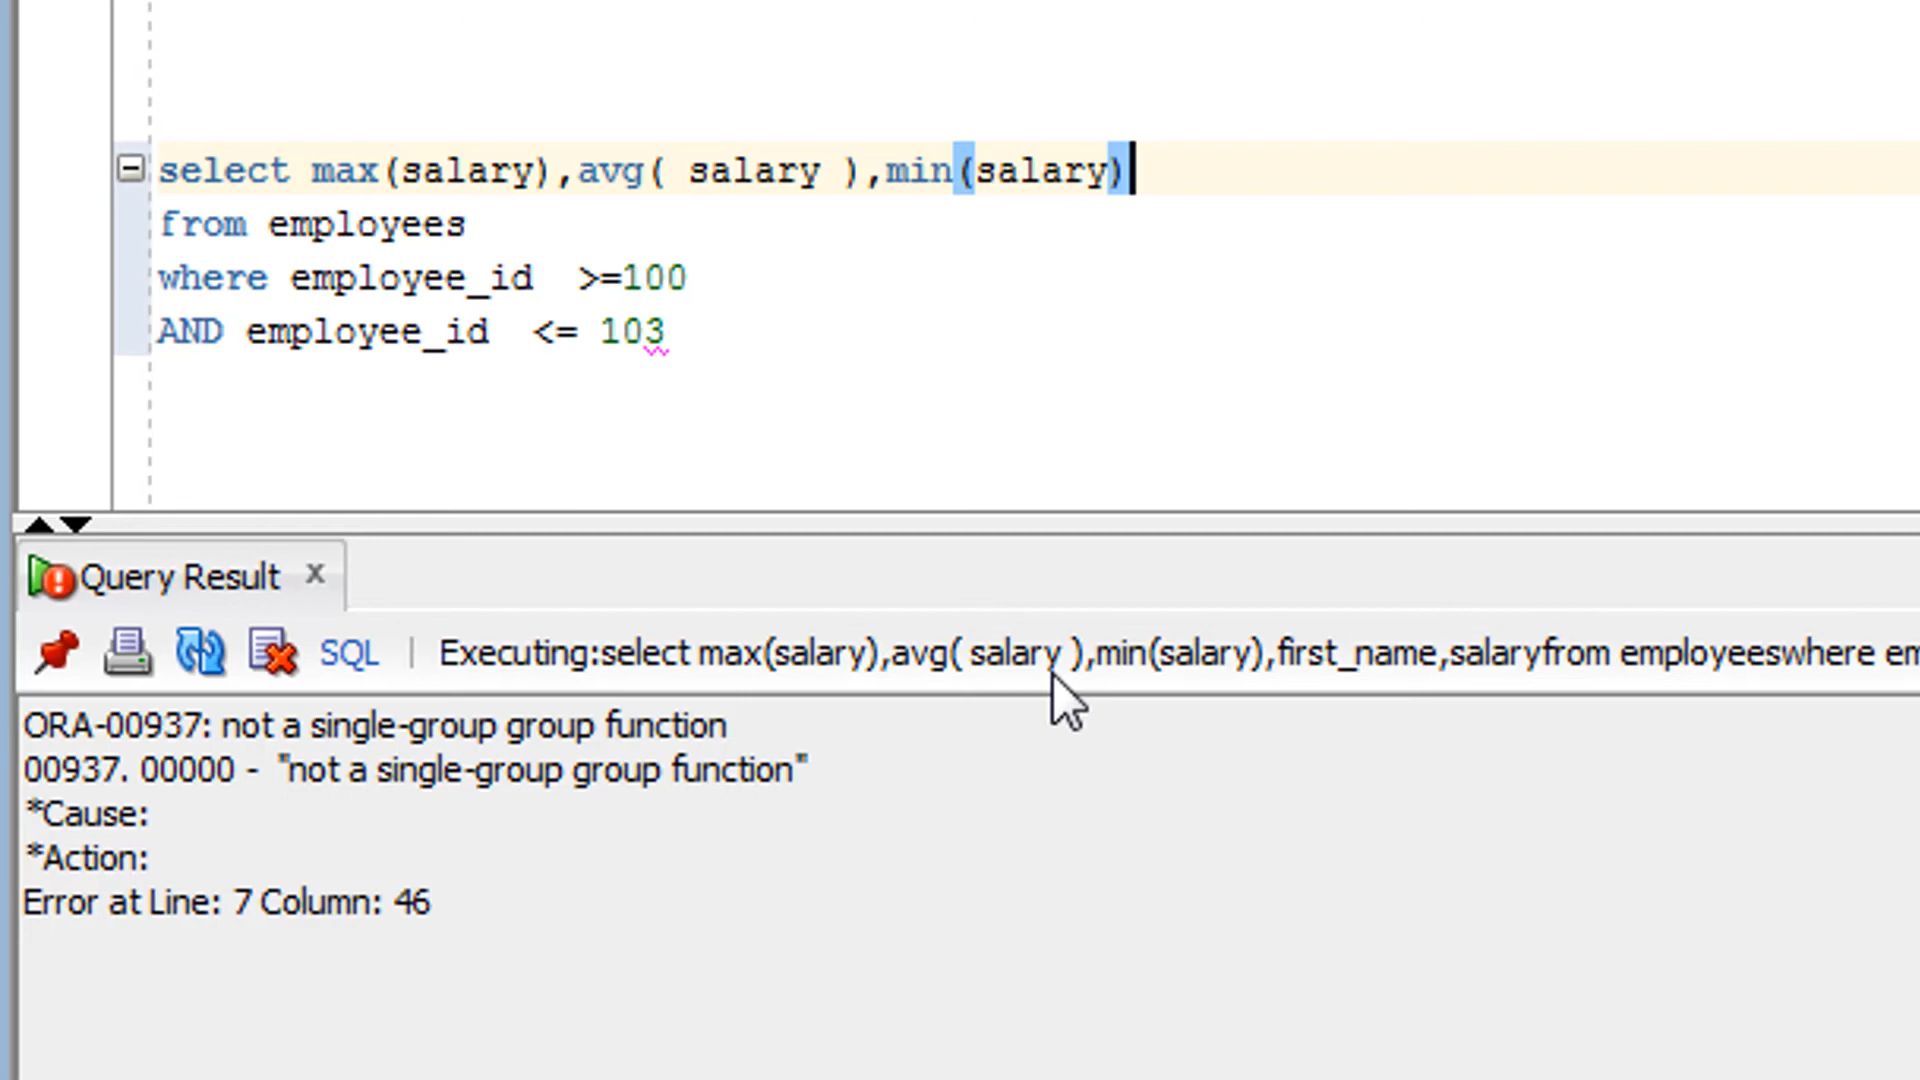 select max(salary),avg( salary ),min(salary)
from employees
where employee_id  >=100
AND employee_id  <= 103
Query Result x
SQL | Executing:select max(salary),avg( salary ),min(salary),first_name,salaryfrom employeeswhere em
ORA-00937: not a single-group group function
00937. 00000 -  "not a single-group group function"
*Cause:
*Action:
Error at Line: 7 Column: 46